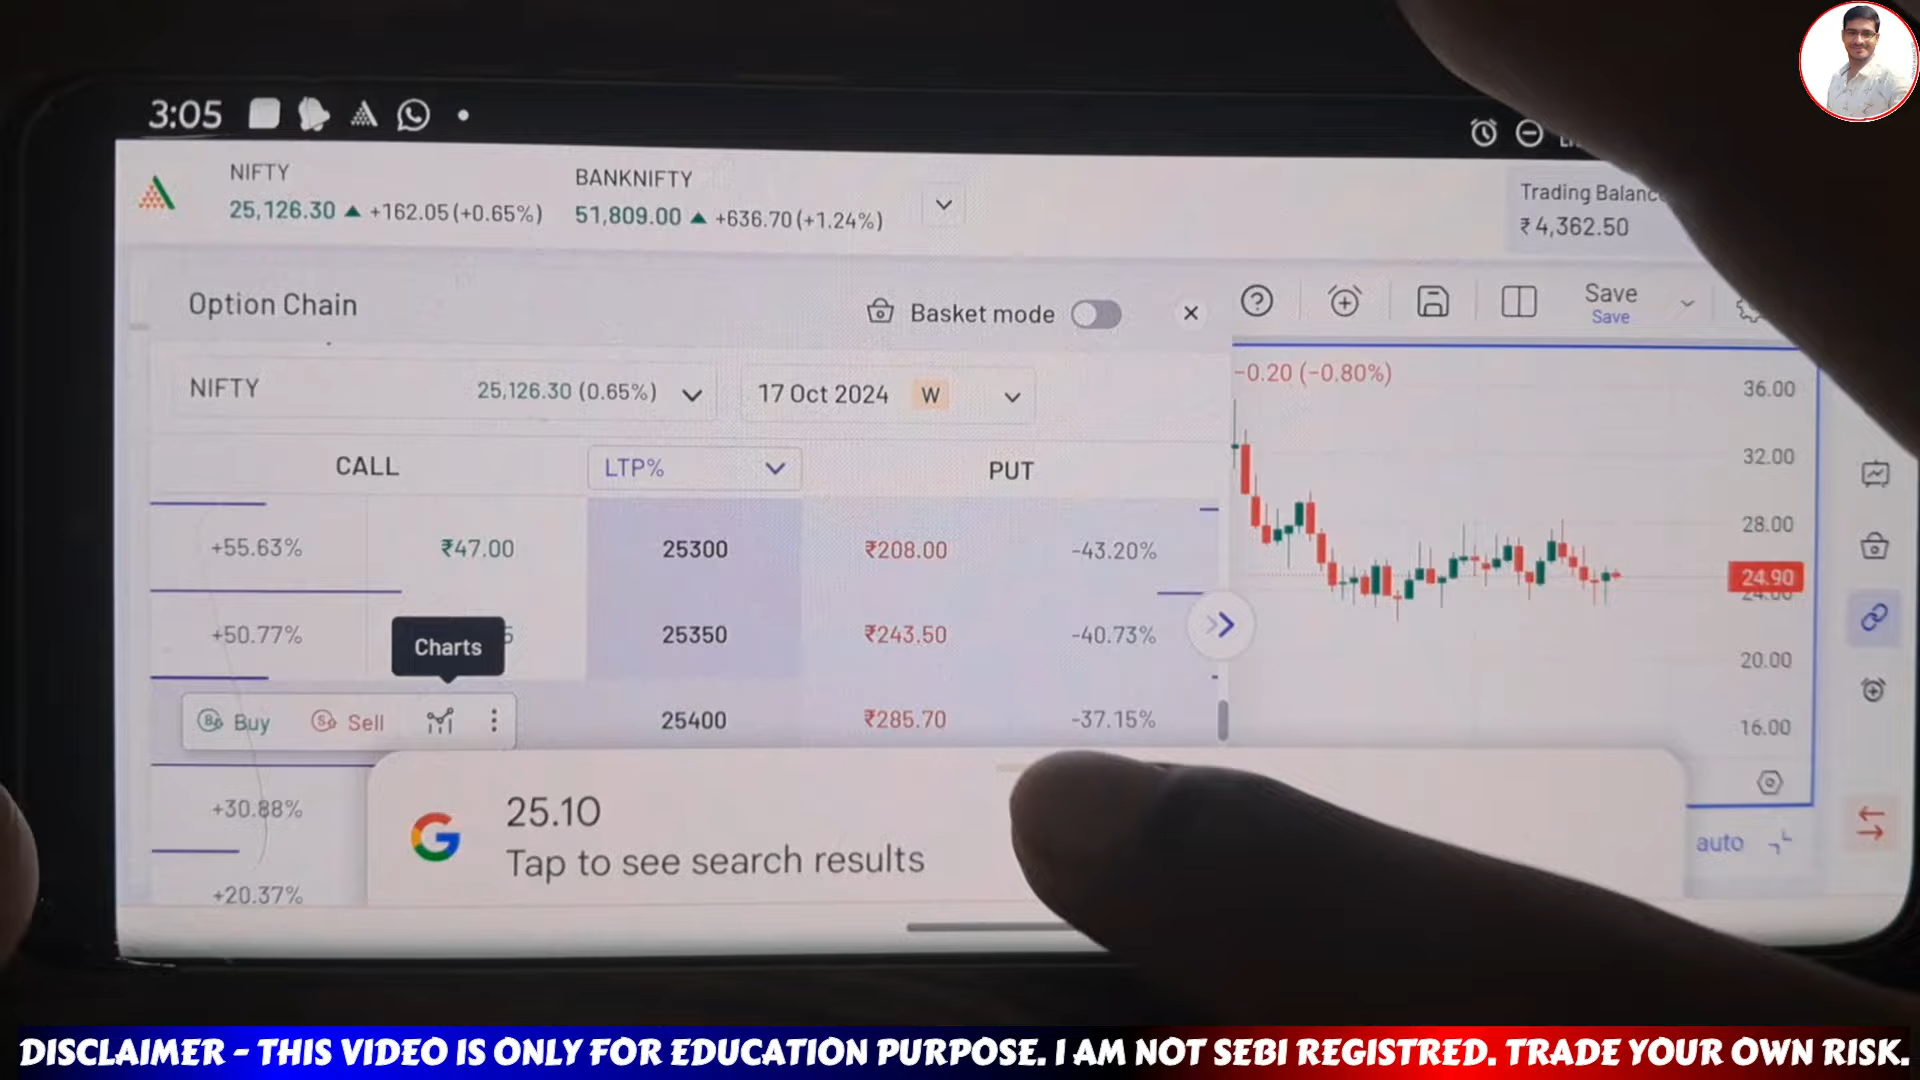 3:05
NIFTY
25,126.30 ▲ +162.05 (+0.65%)
BANKNIFTY
51,809.00 ▲ +636.70 (+1.24%)
Trading Balance
₹ 4,362.50
Option Chain
Basket mode
Save
Save
NIFTY 25,126.30 (0.65%)
17 Oct 2024 W
-0.20 (-0.80%)
CALL LTP% PUT
+55.63% ₹47.00 25300 ₹208.00 -43.20%
+50.77% 25350 ₹243.50 -40.73%
Charts
Buy Sell 25400 ₹285.70 -37.15%
+30.88%
+20.37%
36.00
32.00
28.00
24.90
24.00
20.00
16.00
auto
25.10
Tap to see search results
DISCLAIMER - THIS VIDEO IS ONLY FOR EDUCATION PURPOSE. I AM NOT SEBI REGISTRED. TRADE YOUR OWN RISK.